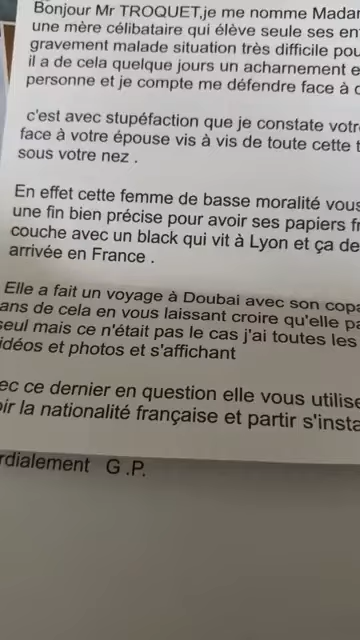 Bonjour Mr TROQUET,je me nomme Madam
une mère célibataire qui élève seule ses en
gravement malade situation très difficile pou
il a de cela quelque jours un acharnement e
personne et je compte me défendre face à c
c'est avec stupéfaction que je constate votr
face à votre épouse vis à vis de toute cette t
sous votre nez .
En effet cette femme de basse moralité vous
une fin bien précise pour avoir ses papiers fr
couche avec un black qui vit à Lyon et ça de
arrivée en France .
Elle a fait un voyage à Doubai avec son copa
ans de cela en vous laissant croire qu'elle pa
seul mais ce n'était pas le cas j'ai toutes les
idéos et photos et s'affichant
ec ce dernier en question elle vous utilise
oir la nationalité française et partir s'insta
rdialement G .P.